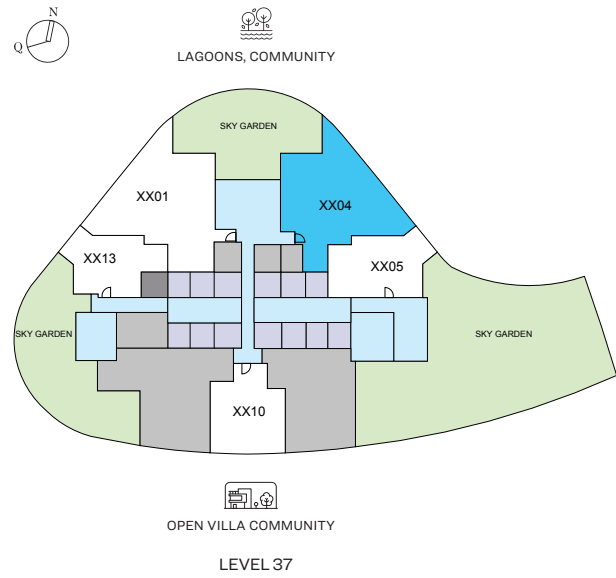 N
Q
LAGOONS, COMMUNITY
SKY GARDEN
XX01
XX04
XX13
XX05
SKY GARDEN
SKY GARDEN
XX10
OPEN VILLA COMMUNITY
LEVEL 37